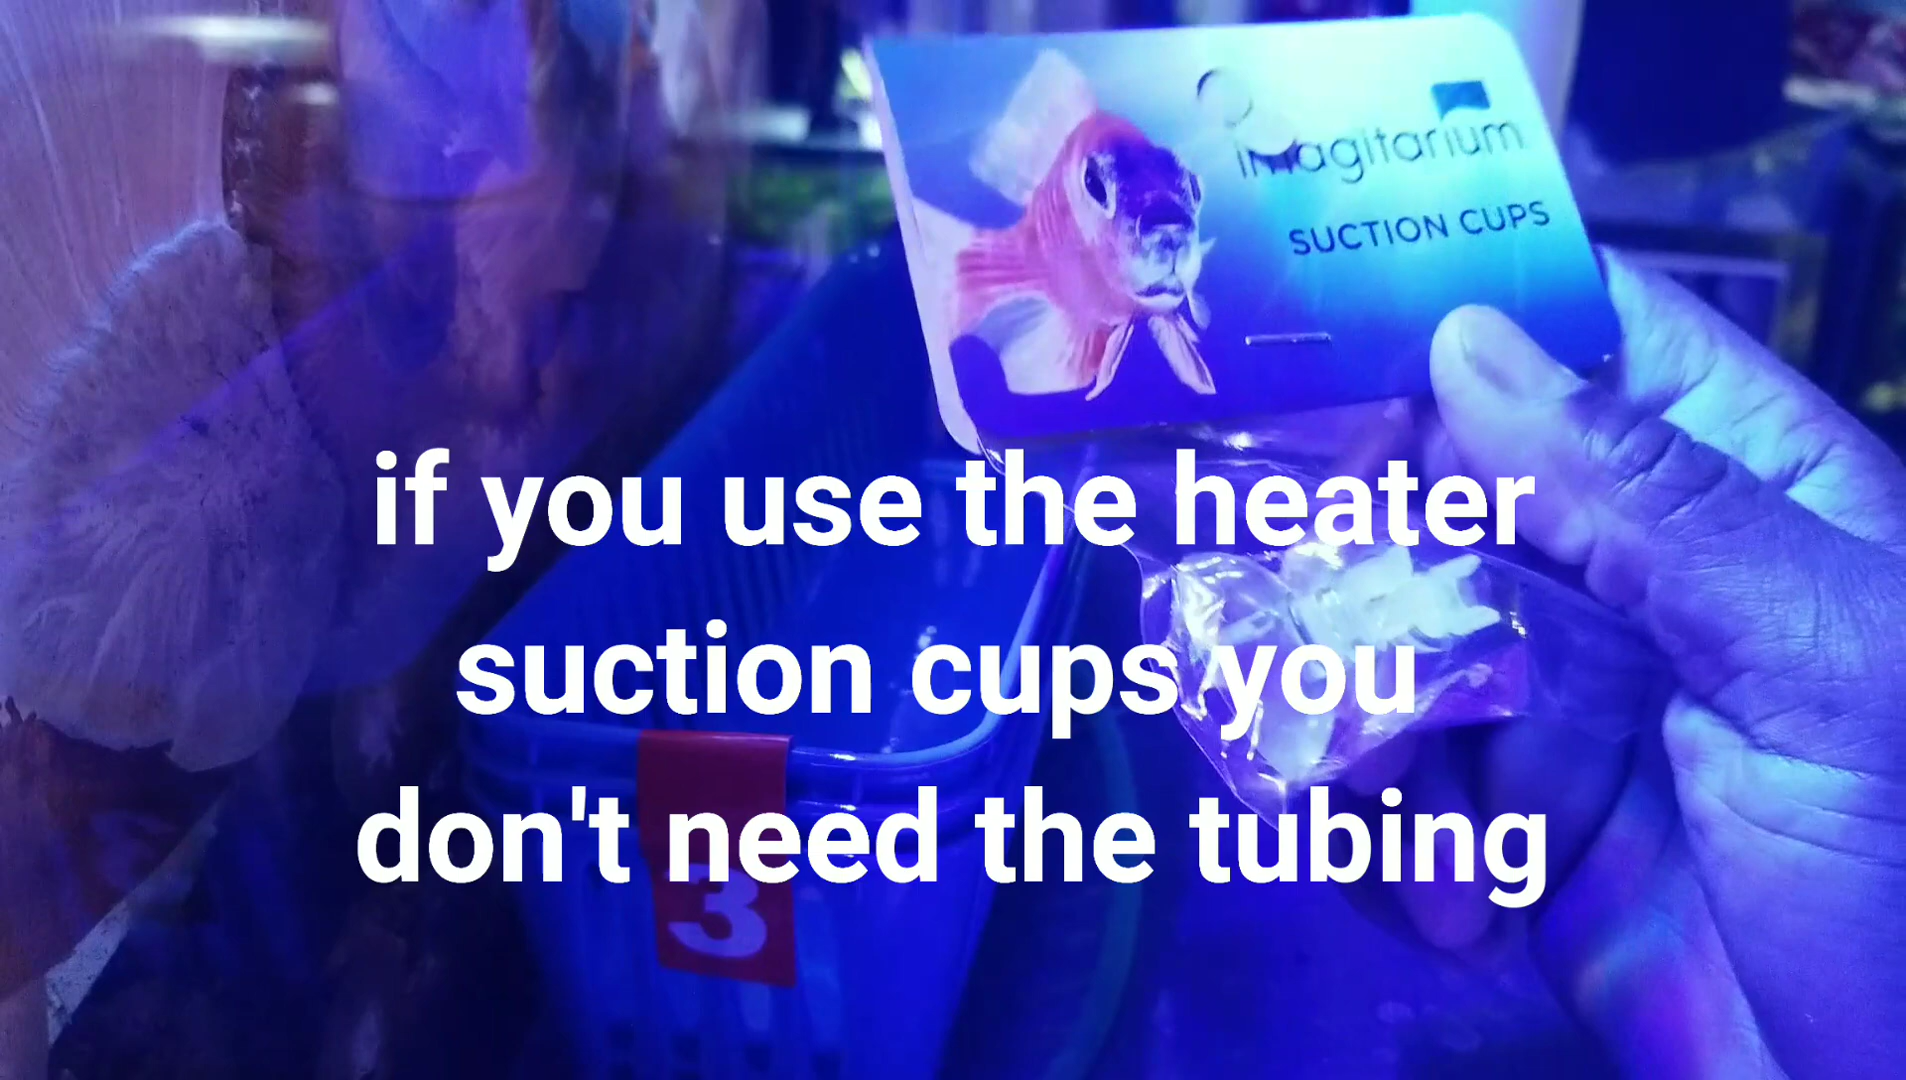 imagitarium
SUCTION CUPS
if you use the heater
suction cups you
don't need the tubing
3